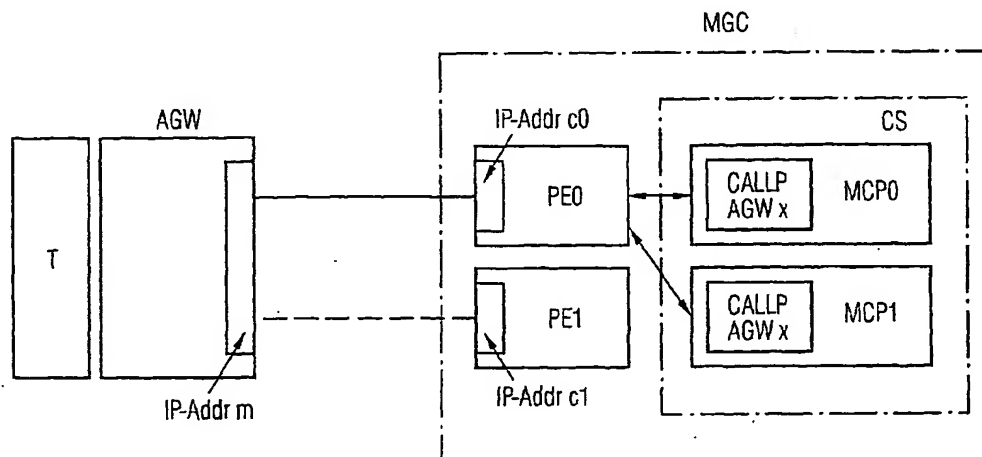 MGC
AGW
IP-Addr c0
CS
T
PE0
CALLP
AGW x
MCP0
PE1
CALLP
AGW x
MCP1
IP-Addr m
IP-Addr c1